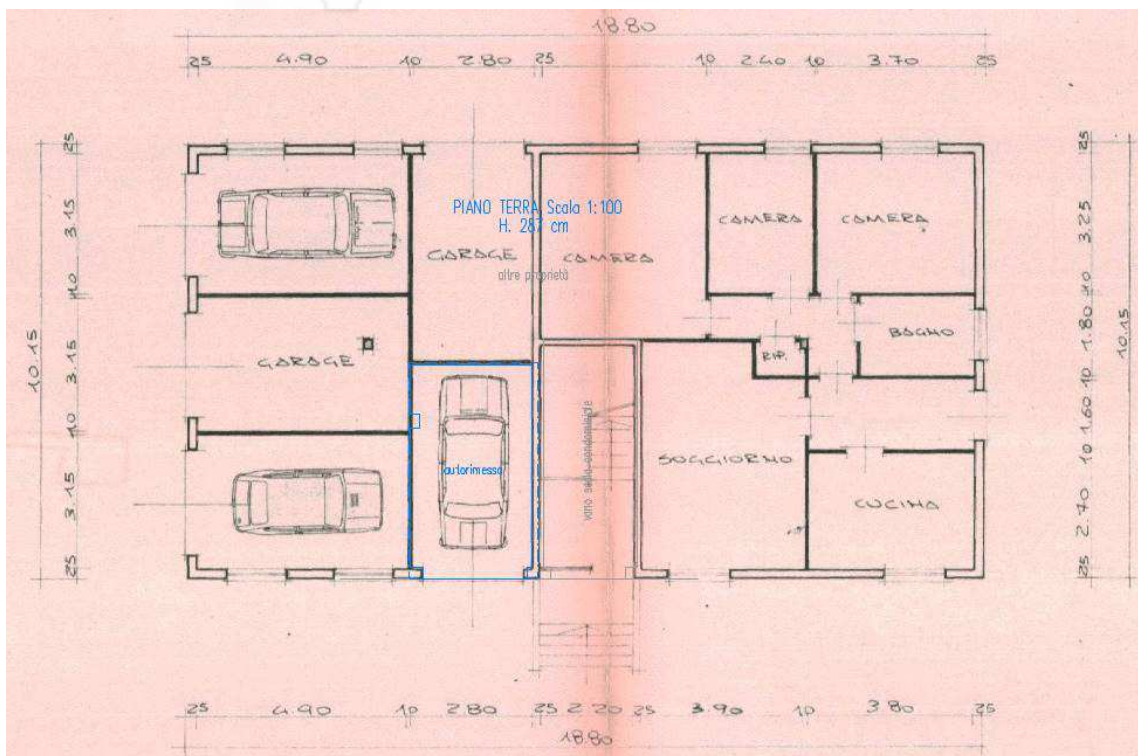 18.80
25 4.90 10 2.80 25 10 2.40 10 3.70 25
25
3.15
10
3.15
10
3.15
25
10.15
PIANO TERRA Scala 1:100
H. 287 cm
GARAGE
altre proprietà
CAMERA
CAMERA
CAMERA
BAGNO
RIP.
GARAGE
autorimessa
vano scala condominiale
SOGGIORNO
CUCINA
25
3.25
10
1.80
10
1.60
10
2.70
25
10.15
25 4.90 10 2.80 25 2.20 25 3.90 10 3.80 25
18.80